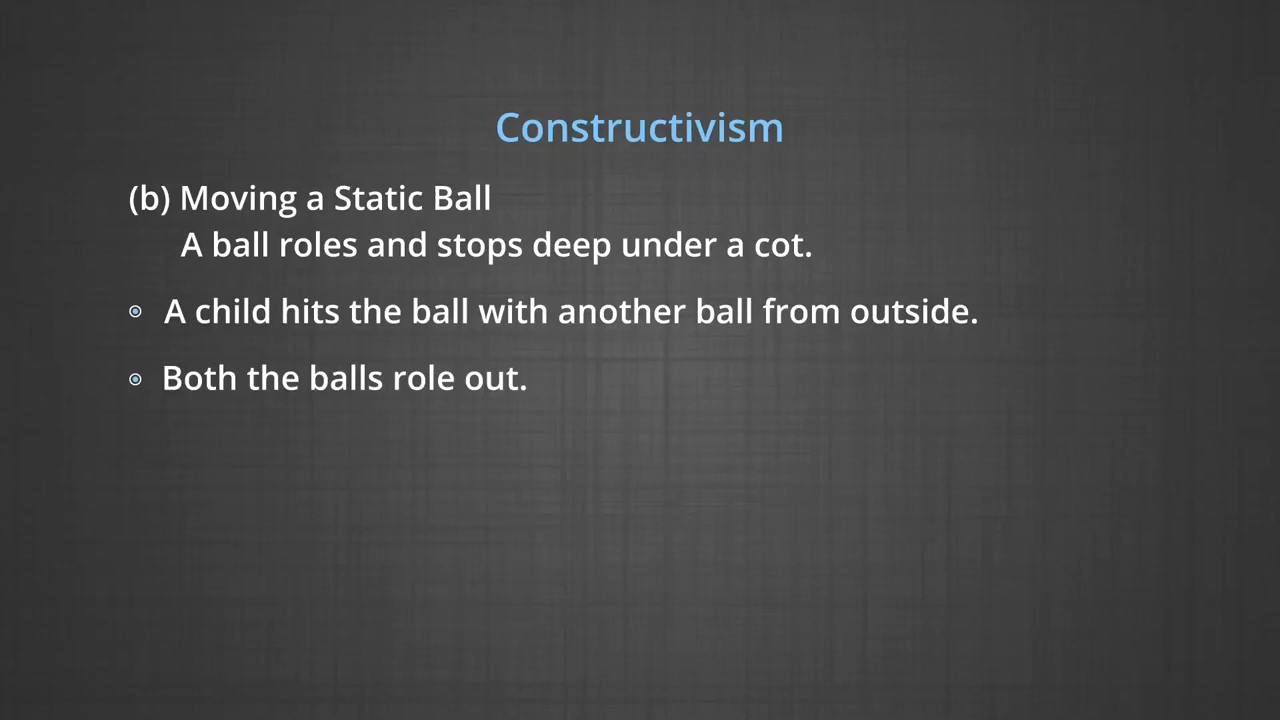 Constructivism
(b) Moving a Static Ball
A ball roles and stops deep under a cot.
A child hits the ball with another ball from outside.
Both the balls role out.